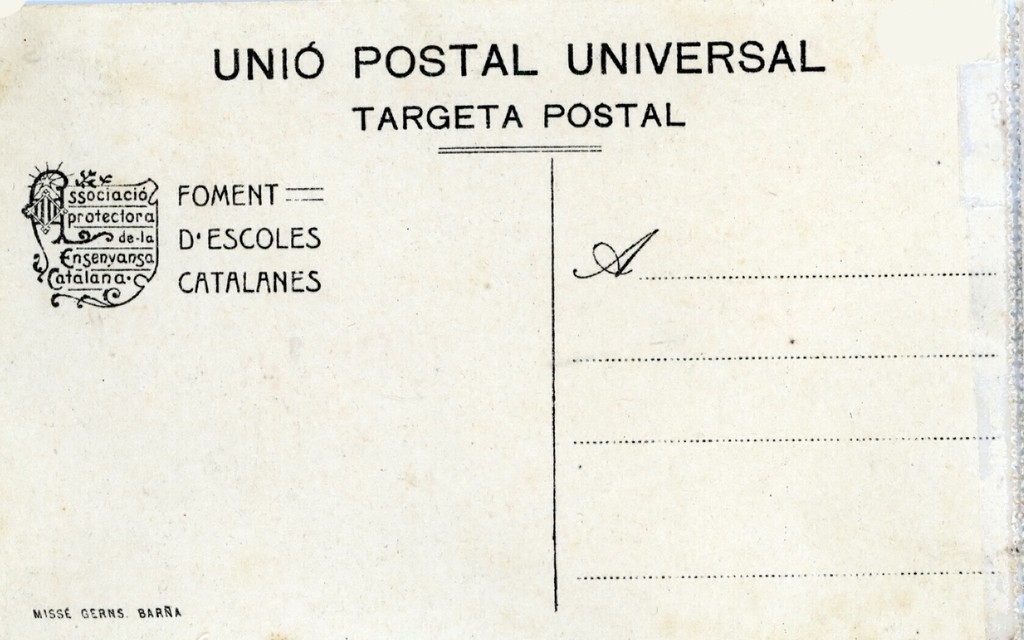 UNIÓ POSTAL UNIVERSAL
TARGETA POSTAL
Associació
protectora
de-la
Ensenyansa
Catalana.
FOMENT
D'ESCOLES
CATALANES
A
MISSÉ GERNS. BARÑA